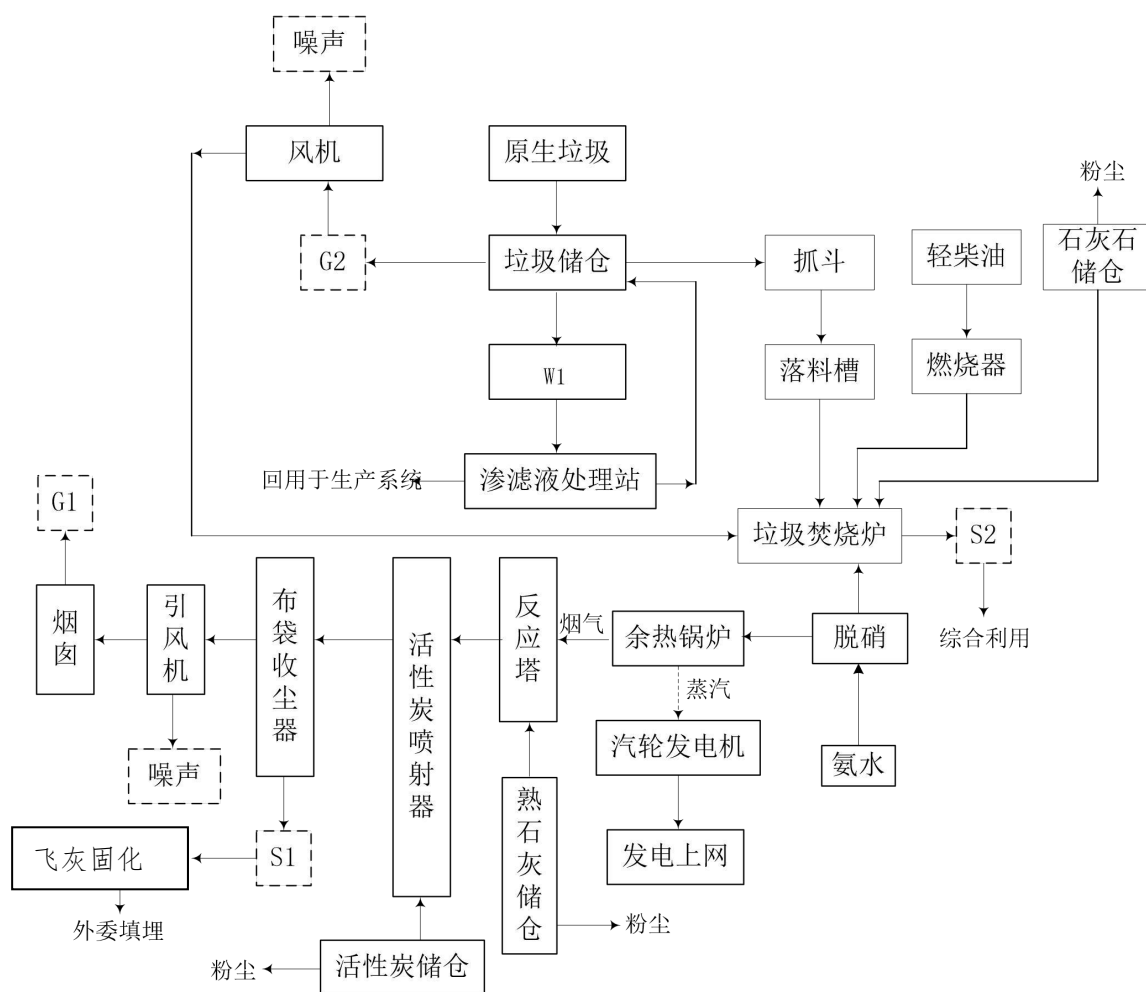 噪声
风机
原生垃圾
粉尘
G2
垃圾储仓
抓斗
轻柴油
石灰石
储仓
W1
落料槽
燃烧器
回用于生产系统
渗滤液处理站
G1
垃圾焚烧炉
S2
烟囱
引风机
布袋收尘器
活性炭喷射器
反应塔
烟气
余热锅炉
脱硝
综合利用
蒸汽
噪声
汽轮发电机
氨水
飞灰固化
S1
熟石灰储仓
发电上网
外委填埋
粉尘
粉尘
活性炭储仓